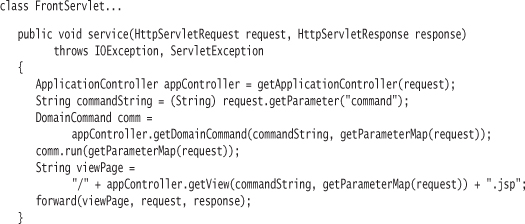 class FrontServlet...
public void service(HttpServletRequest request, HttpServletResponse response)
throws IOException, ServletException
{
ApplicationController appController = getApplicationController(request);
String commandString = (String) request.getParameter("command");
DomainCommand comm =
appController.getDomainCommand(commandString, getParameterMap(request));
comm.run(getParameterMap(request));
String viewPage =
"/" + appController.getView(commandString, getParameterMap(request)) + ".jsp";
forward(viewPage, request, response);
}